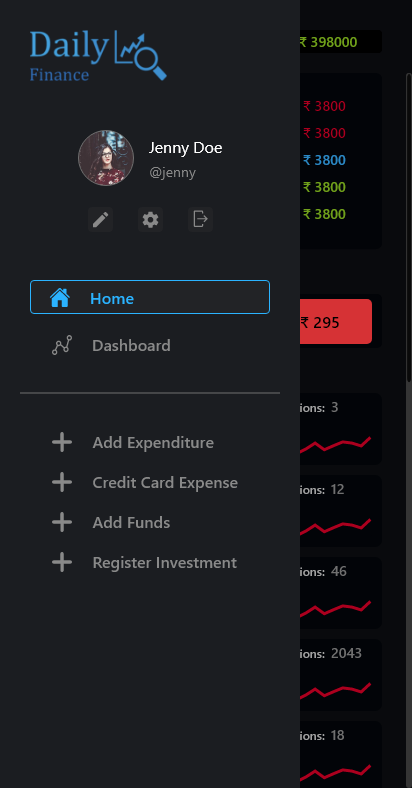 Daily
Finance
Jenny Doe
@jenny
Home
Dashboard
Add Expenditure
Credit Card Expense
Add Funds
Register Investment
₹ 398000
₹ 3800
₹ 3800
₹ 3800
₹ 3800
₹ 3800
₹ 295
ions: 3
ions: 12
ions: 46
ions: 2043
ions: 18